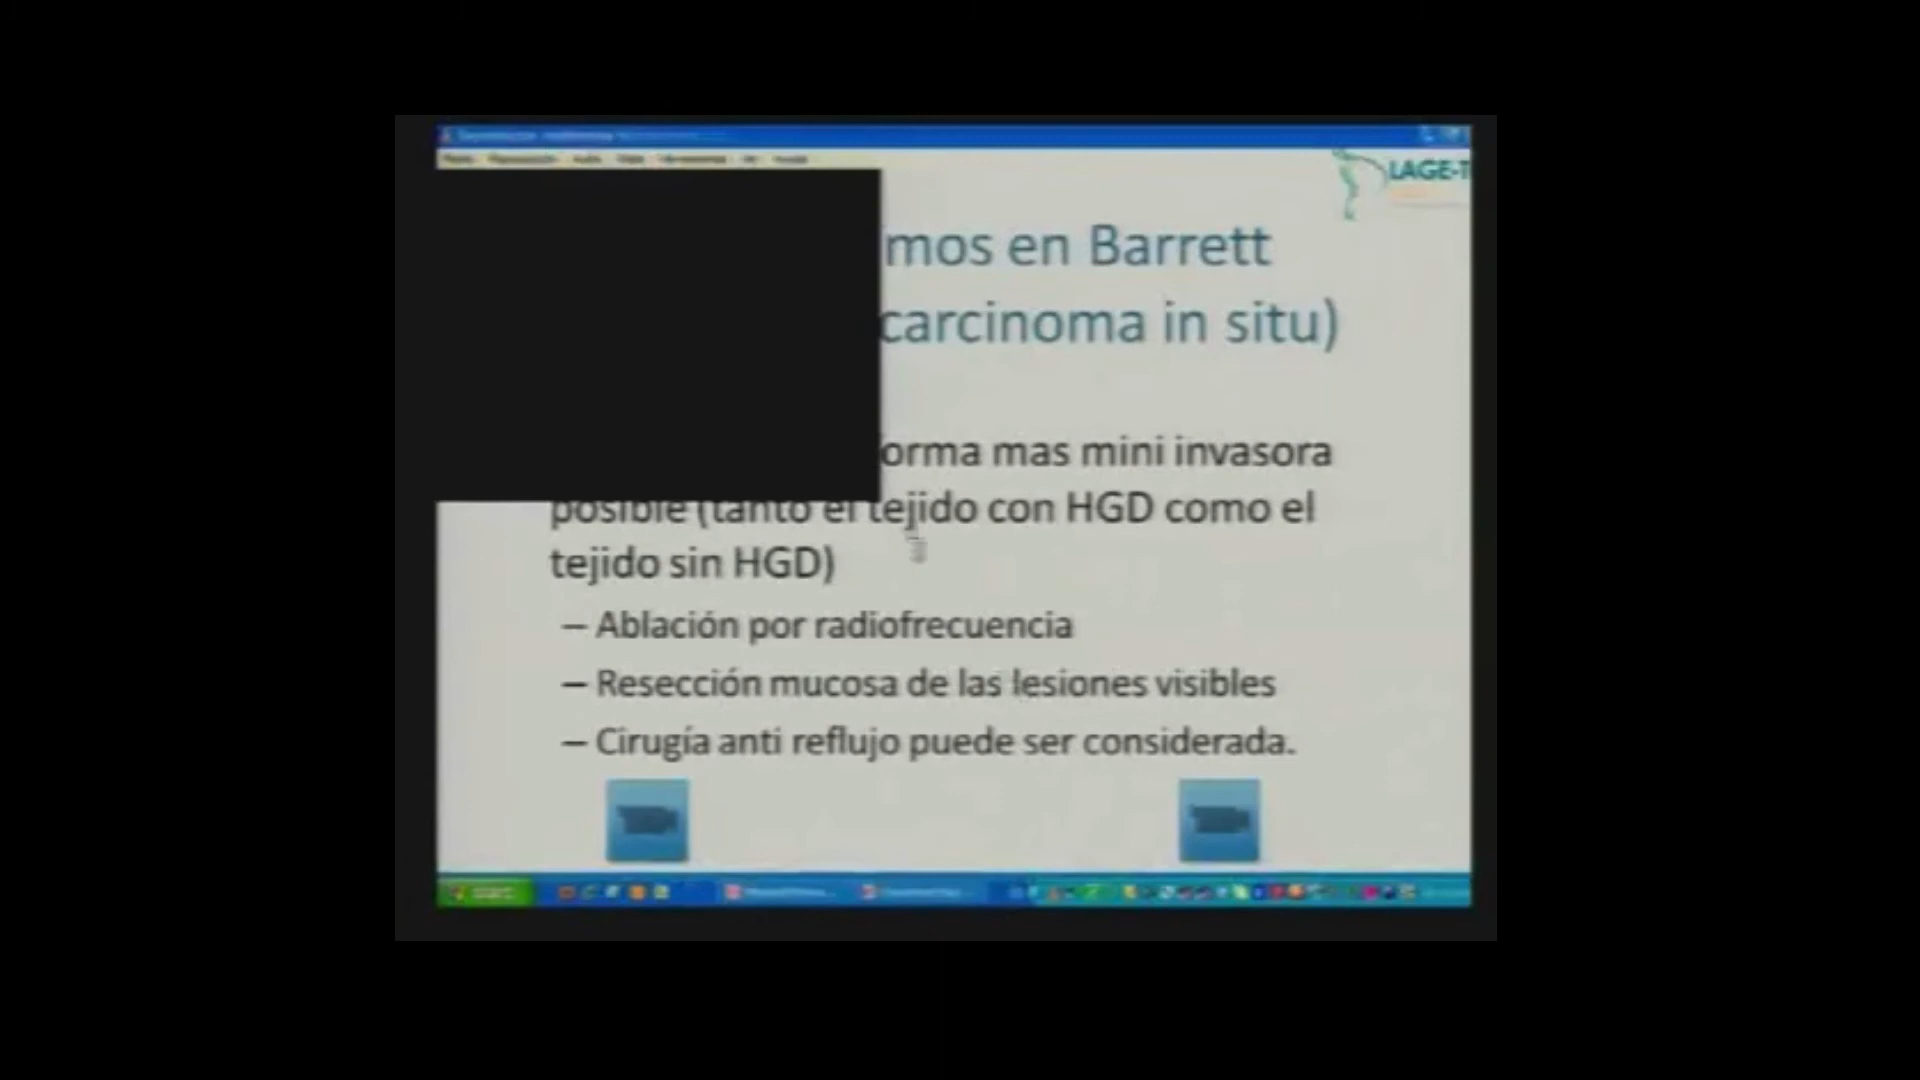 LAGE-T
mos en Barrett
carcinoma in situ)
orma mas mini invasora
posible (tanto el tejido con HGD como el
tejido sin HGD)
– Ablación por radiofrecuencia
– Resección mucosa de las lesiones visibles
– Cirugía anti reflujo puede ser considerada.